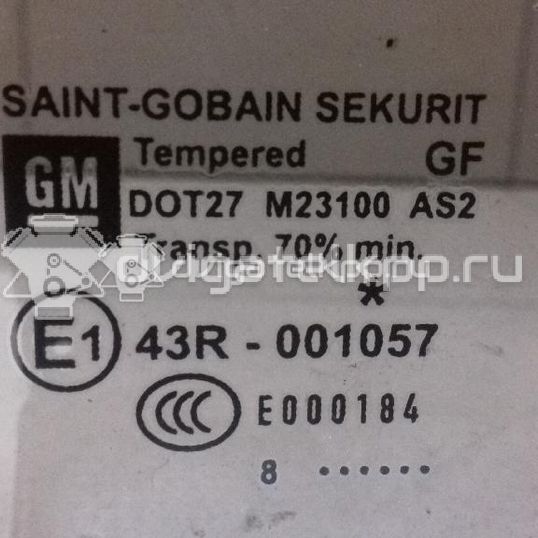 SAINT-GOBAIN SEKURIT
GM Tempered GF
DOT27 M23100 AS2
Transp. 70% min.
*
E1 43R - 001057
CCC E000184
8 ......